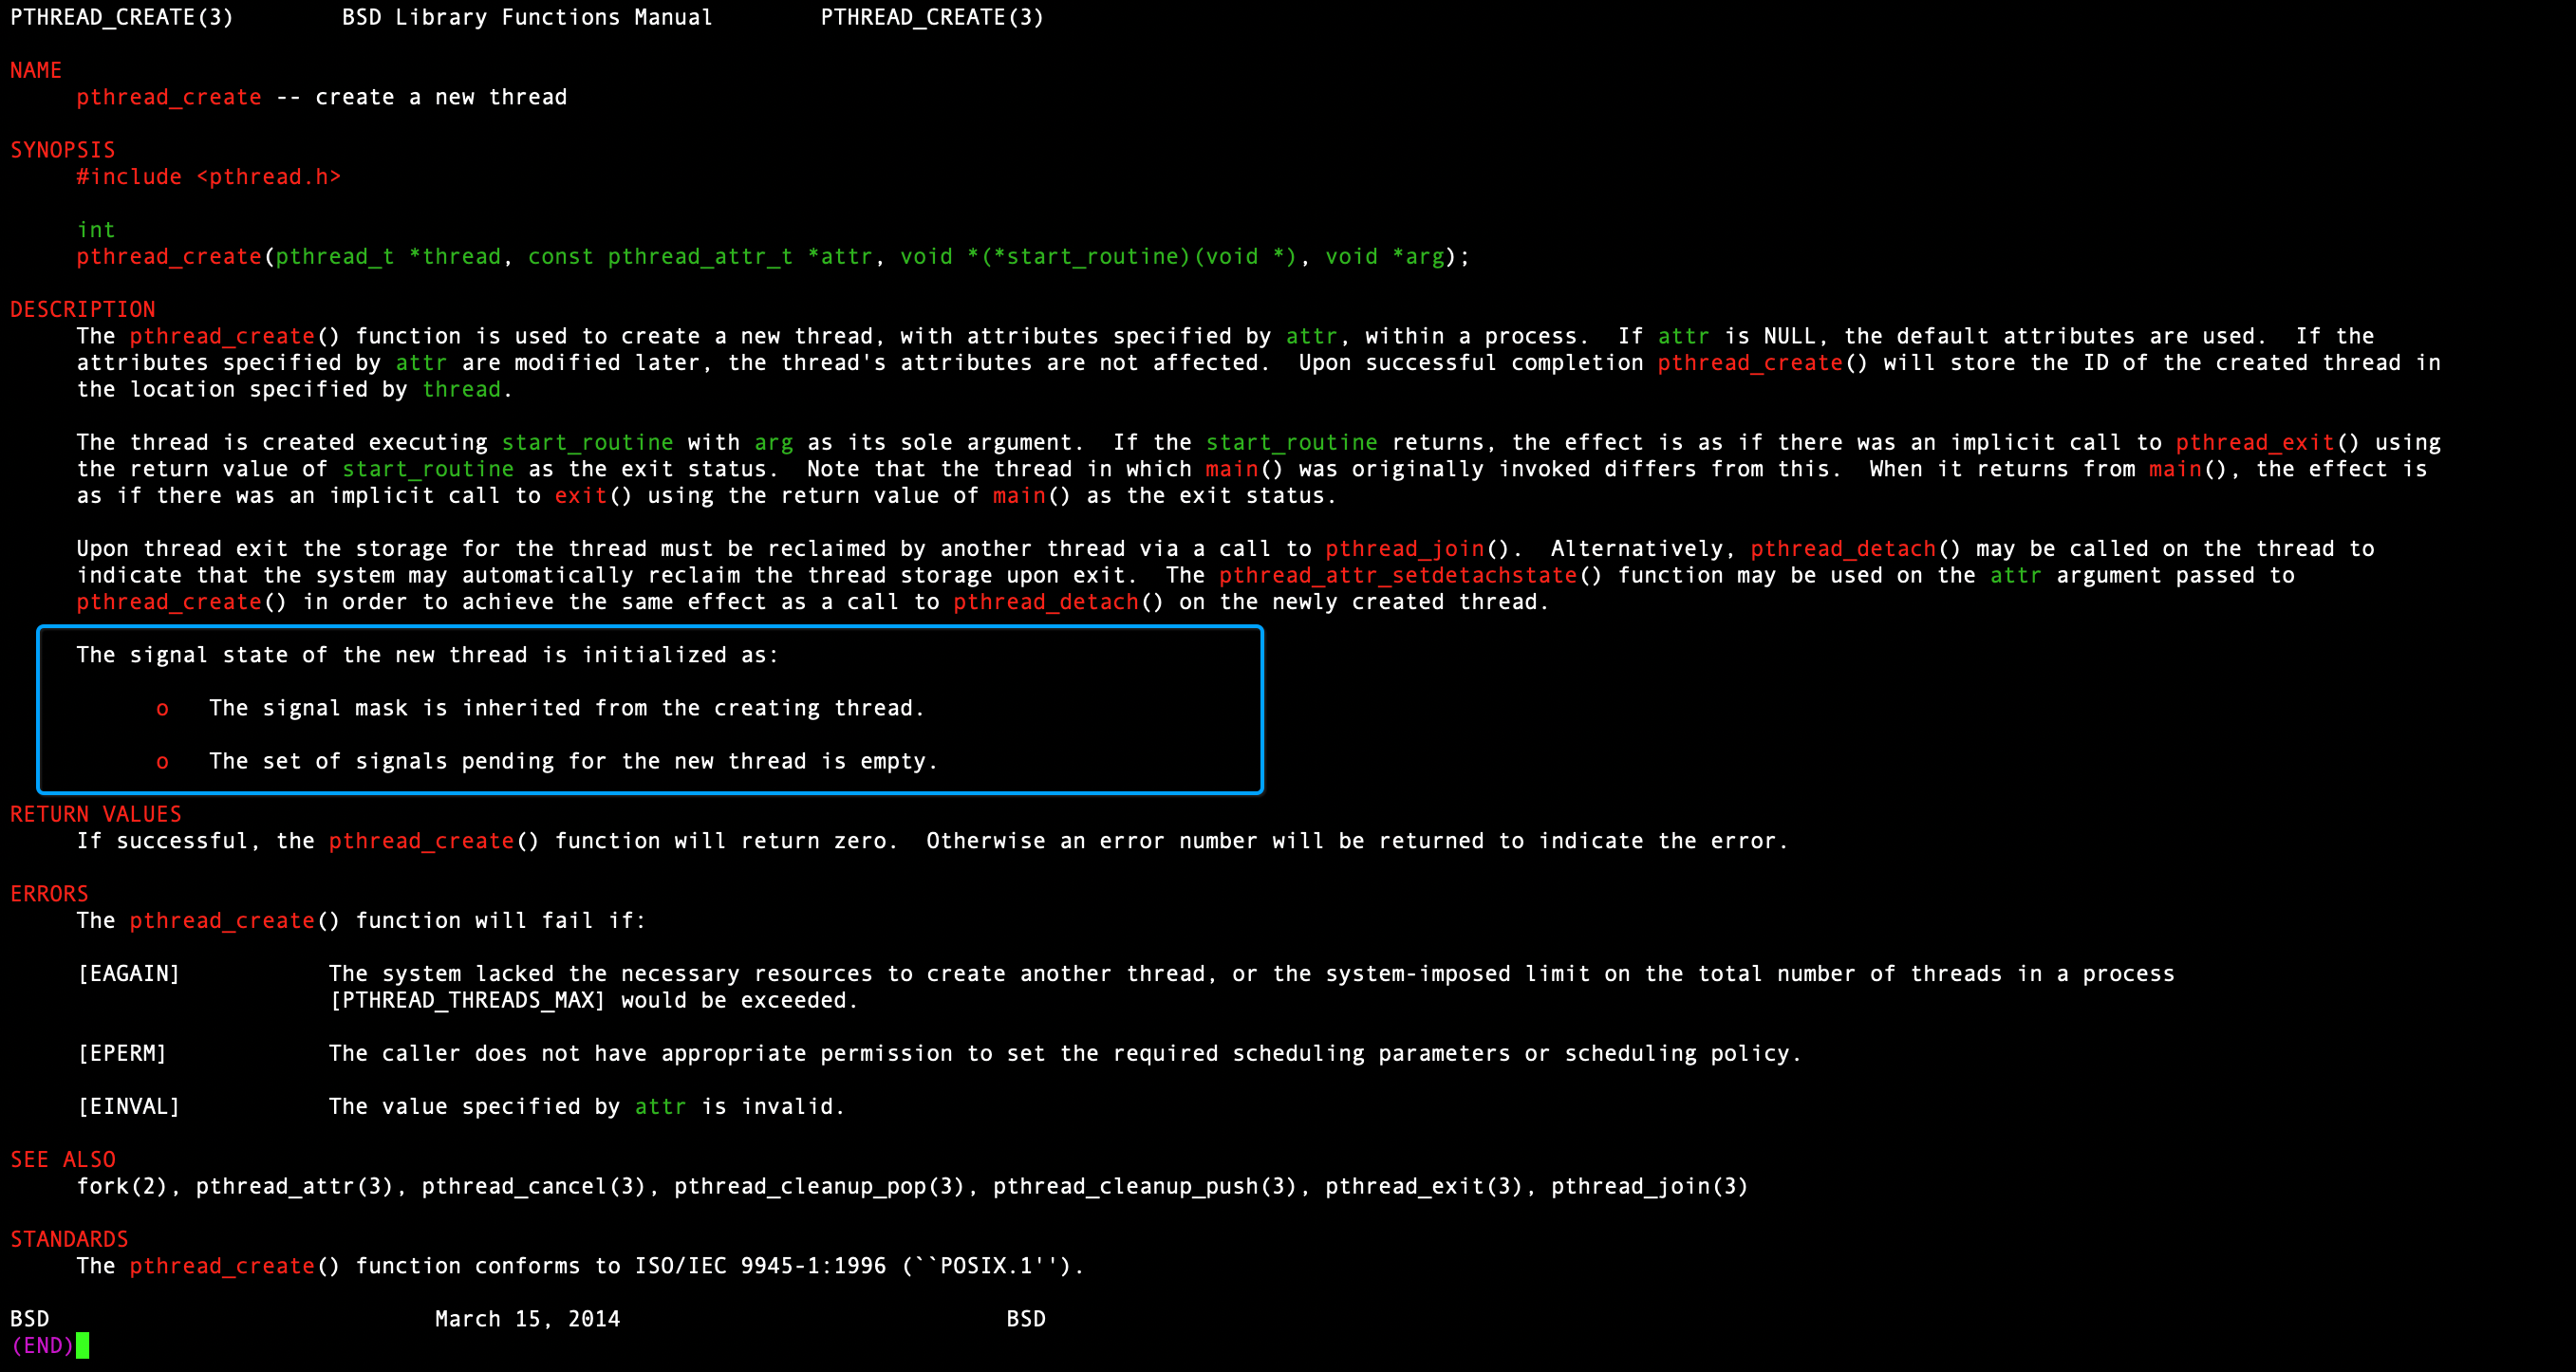 PTHREAD_CREATE(3)        BSD Library Functions Manual        PTHREAD_CREATE(3)
NAME
pthread_create -- create a new thread
SYNOPSIS
#include <pthread.h>
int
pthread_create(pthread_t *thread, const pthread_attr_t *attr, void *(*start_routine)(void *), void *arg);
DESCRIPTION
The pthread_create() function is used to create a new thread, with attributes specified by attr, within a process.  If attr is NULL, the default attributes are used.  If the
attributes specified by attr are modified later, the thread's attributes are not affected.  Upon successful completion pthread_create() will store the ID of the created thread in
the location specified by thread.
The thread is created executing start_routine with arg as its sole argument.  If the start_routine returns, the effect is as if there was an implicit call to pthread_exit() using
the return value of start_routine as the exit status.  Note that the thread in which main() was originally invoked differs from this.  When it returns from main(), the effect is
as if there was an implicit call to exit() using the return value of main() as the exit status.
Upon thread exit the storage for the thread must be reclaimed by another thread via a call to pthread_join().  Alternatively, pthread_detach() may be called on the thread to
indicate that the system may automatically reclaim the thread storage upon exit.  The pthread_attr_setdetachstate() function may be used on the attr argument passed to
pthread_create() in order to achieve the same effect as a call to pthread_detach() on the newly created thread.
The signal state of the new thread is initialized as:
o   The signal mask is inherited from the creating thread.
o   The set of signals pending for the new thread is empty.
RETURN VALUES
If successful, the pthread_create() function will return zero.  Otherwise an error number will be returned to indicate the error.
ERRORS
The pthread_create() function will fail if:
[EAGAIN]           The system lacked the necessary resources to create another thread, or the system-imposed limit on the total number of threads in a process
[PTHREAD_THREADS_MAX] would be exceeded.
[EPERM]            The caller does not have appropriate permission to set the required scheduling parameters or scheduling policy.
[EINVAL]           The value specified by attr is invalid.
SEE ALSO
fork(2), pthread_attr(3), pthread_cancel(3), pthread_cleanup_pop(3), pthread_cleanup_push(3), pthread_exit(3), pthread_join(3)
STANDARDS
The pthread_create() function conforms to ISO/IEC 9945-1:1996 (``POSIX.1'').
BSD                             March 15, 2014                             BSD
(END)